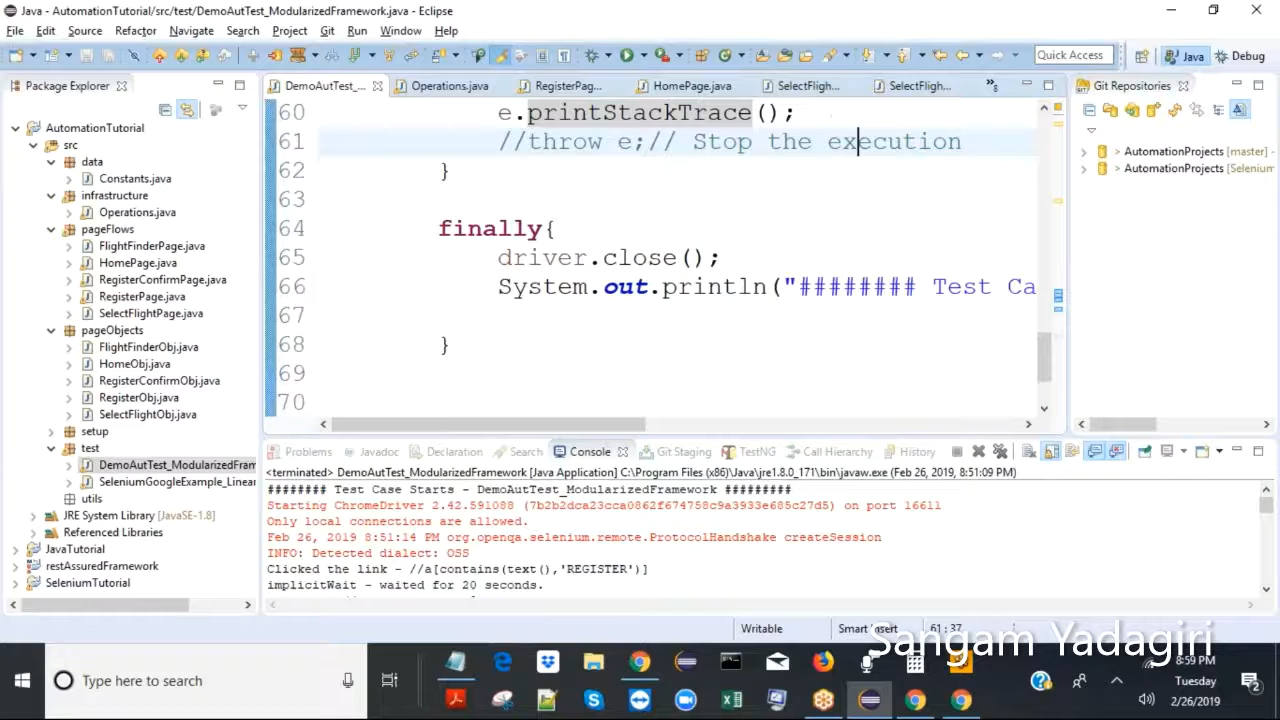 Java - AutomationTutorial/src/test/DemoAutTest_ModularizedFramework.java - Eclipse
File Edit Source Refactor Navigate Search Project Git Run Window Help
Quick Access
Java
Debug
Package Explorer
DemoAutTest_...
Operations.java
RegisterPag...
HomePage.java
SelectFligh...
SelectFligh...
Git Repositories
AutomationTutorial
src
data
Constants.java
infrastructure
Operations.java
pageFlows
FlightFinderPage.java
HomePage.java
RegisterConfirmPage.java
RegisterPage.java
SelectFlightPage.java
pageObjects
FlightFinderObj.java
HomeObj.java
RegisterConfirmObj.java
RegisterObj.java
SelectFlightObj.java
setup
test
DemoAutTest_ModularizedFram
SeleniumGoogleExample_Linear
utils
JRE System Library [JavaSE-1.8]
Referenced Libraries
JavaTutorial
restAssuredFramework
SeleniumTutorial
60 e.printStackTrace();
61 //throw e;// Stop the execution
62 }
63
64 finally{
65 driver.close();
66 System.out.println("######## Test Ca
67
68 }
69
70
> AutomationProjects [master] -
> AutomationProjects [Selenium
Problems Javadoc Declaration Search Console Git Staging TestNG Call Hierarchy History
<terminated> DemoAutTest_ModularizedFramework [Java Application] C:\Program Files (x86)\Java\jre1.8.0_171\bin\javaw.exe (Feb 26, 2019, 8:51:09 PM)
######## Test Case Starts - DemoAutTest_ModularizedFramework #########
Starting ChromeDriver 2.42.591088 (7b2b2dca23cca0862f674758c9a3933e685c27d5) on port 16611
Only local connections are allowed.
Feb 26, 2019 8:51:14 PM org.openqa.selenium.remote.ProtocolHandshake createSession
INFO: Detected dialect: OSS
Clicked the link - //a[contains(text(),'REGISTER')]
implicitWait - waited for 20 seconds.
Writable
Smart Insert
61 : 37
Sangam Yadagiri
Type here to search
8:59 PM
Tuesday
2/26/2019
2